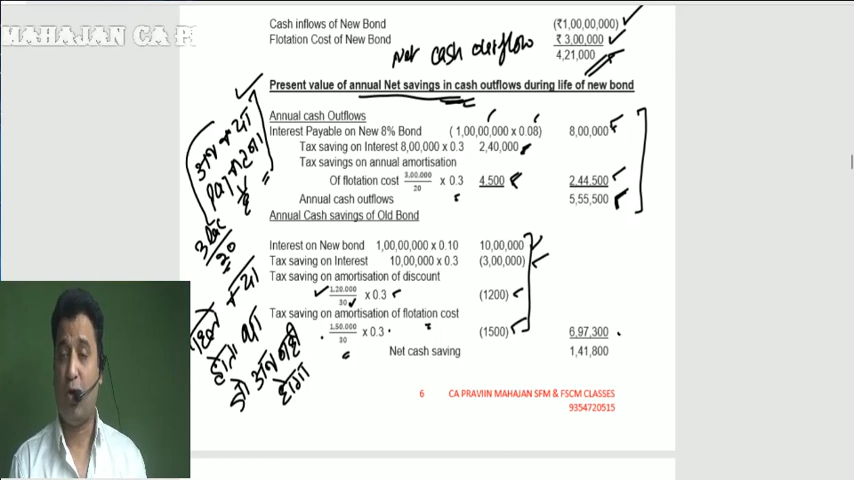 MAHAJAN CA P
Cash inflows of New Bond (₹1,00,00,000)
Flotation Cost of New Bond ₹ 3,00,000
4,21,000
Net cash outflow
Present value of annual Net savings in cash outflows during life of new bond
Annual cash Outflows
Interest Payable on New 8% Bond ( 1,00,00,000 x 0.08) 8,00,000
Tax saving on Interest 8,00,000 x 0.3 2,40,000
Tax savings on annual amortisation
Of flotation cost 3,00,000/20 x 0.3 4,500 2,44,500
Annual cash outflows 5,55,500
Annual Cash savings of Old Bond
Interest on New bond 1,00,00,000 x 0.10 10,00,000
Tax saving on Interest 10,00,000 x 0.3 (3,00,000)
Tax saving on amortisation of discount
1,20,000/30 x 0.3 (1200)
Tax saving on amortisation of flotation cost
1,50,000/30 x 0.3 (1500) 6,97,300
Net cash saving 1,41,800
अब क्या
होता था
जो अब नही
होगा
6 CA PRAVIIN MAHAJAN SFM & FSCM CLASSES
9354720515